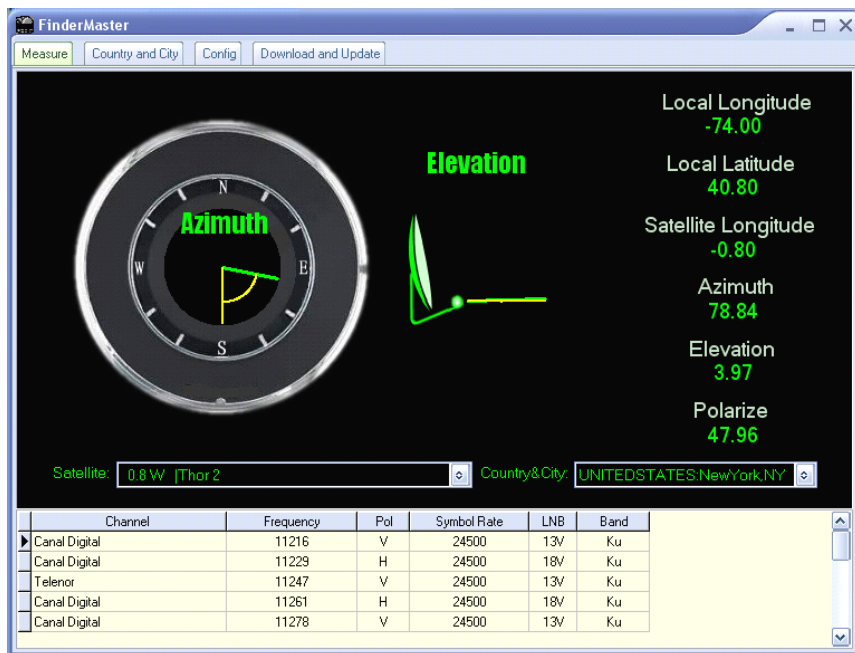 FinderMaster
Measure Country and City Config Download and Update
Local Longitude
-74.00
Elevation
Local Latitude
40.80
N
Azimuth
Satellite Longitude
-0.80
W E
Azimuth
78.84
S
Elevation
3.97
Polarize
47.96
Satellite: 0.8 W |Thor 2 Country&City: UNITEDSTATES:NewYork,NY
Channel Frequency Pol Symbol Rate LNB Band
Canal Digital 11216 V 24500 13V Ku
Canal Digital 11229 H 24500 18V Ku
Telenor 11247 V 24500 13V Ku
Canal Digital 11261 H 24500 18V Ku
Canal Digital 11278 V 24500 13V Ku